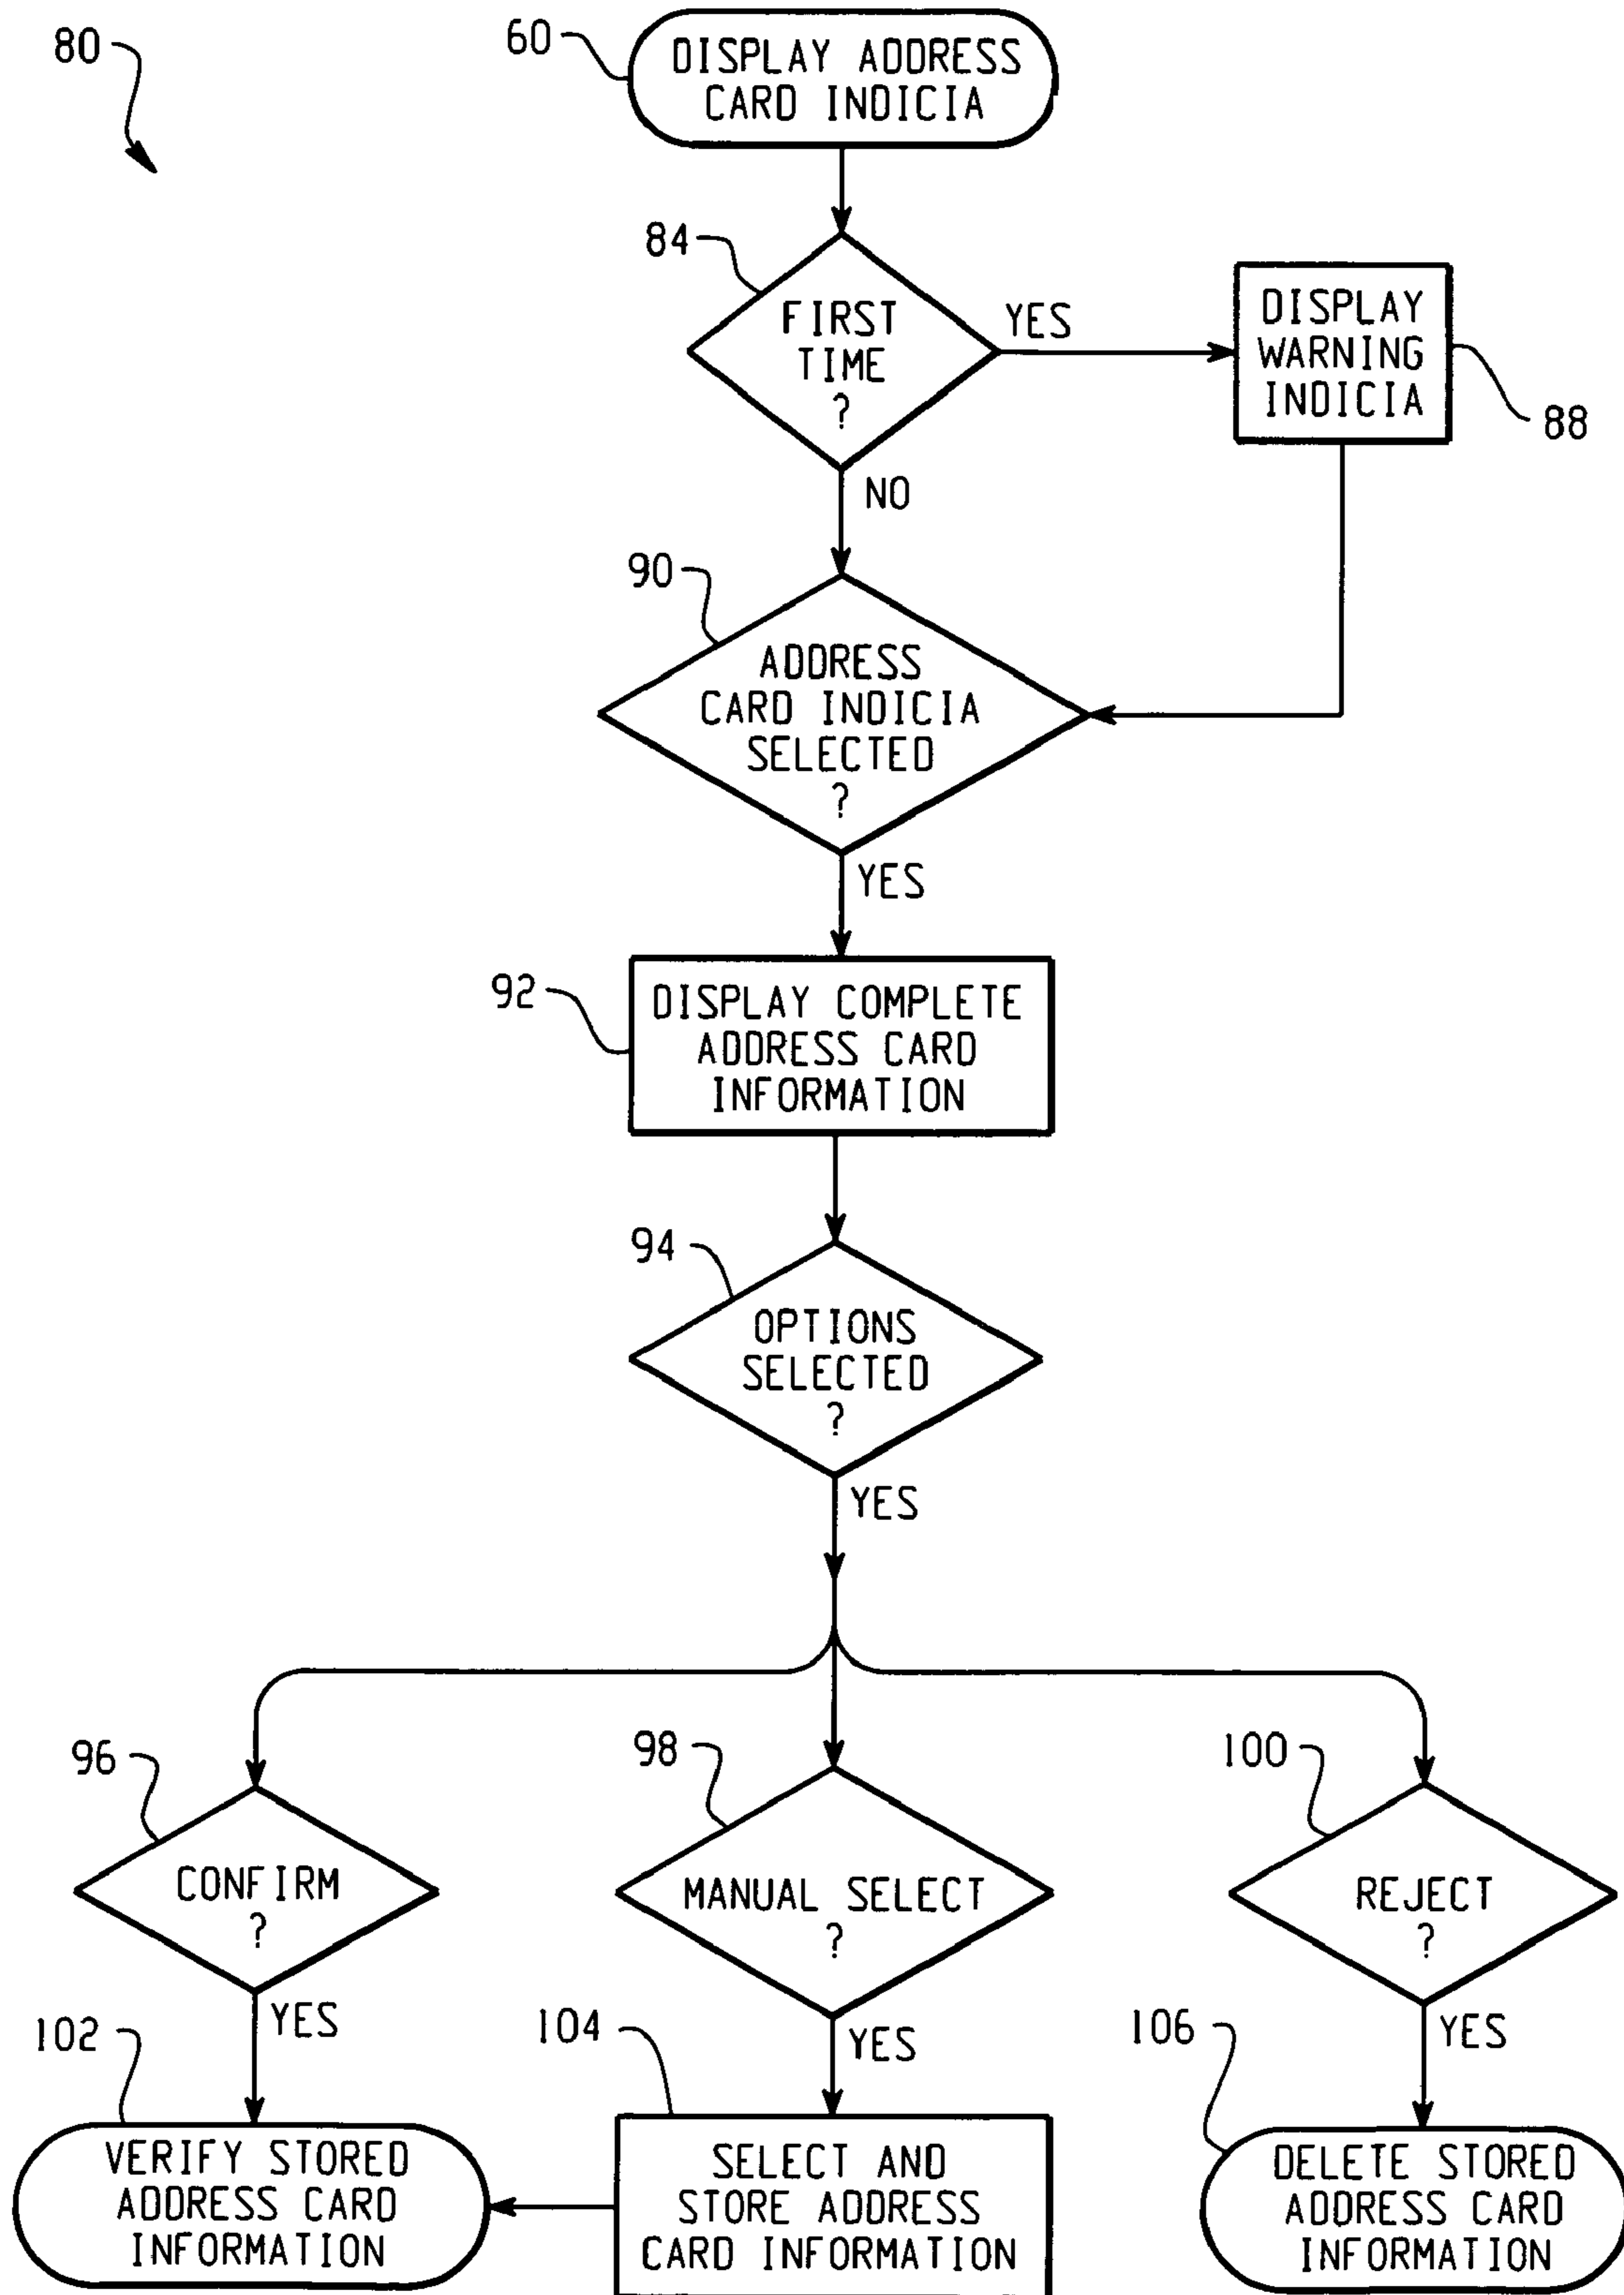 80
60
DISPLAY ADDRESS
CARD INDICIA
84
FIRST
TIME
?
YES
DISPLAY
WARNING
INDICIA
88
NO
90
ADDRESS
CARD INDICIA
SELECTED
?
YES
92
DISPLAY COMPLETE
ADDRESS CARD
INFORMATION
94
OPTIONS
SELECTED
?
YES
96
CONFIRM
?
YES
98
MANUAL SELECT
?
YES
100
REJECT
?
YES
102
VERIFY STORED
ADDRESS CARD
INFORMATION
104
SELECT AND
STORE ADDRESS
CARD INFORMATION
106
DELETE STORED
ADDRESS CARD
INFORMATION